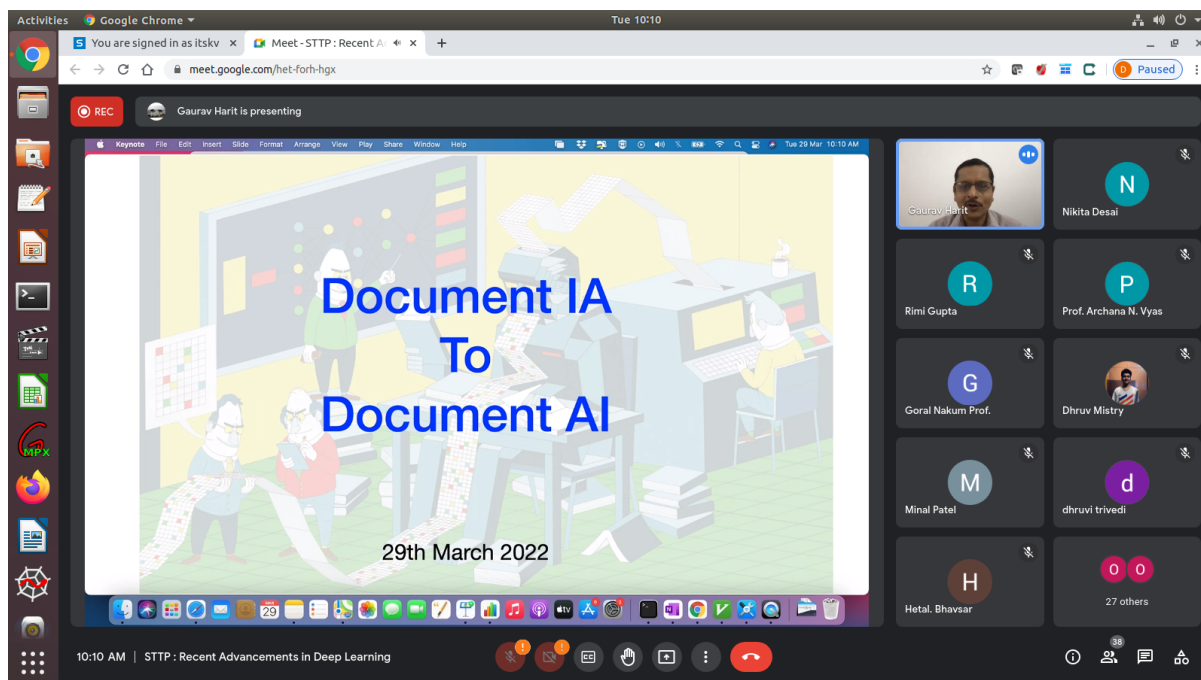 Activities
Google Chrome
Tue 10:10
You are signed in as itskv
Meet - STTP : Recent A
meet.google.com/het-forh-hgx
D
Paused
REC
Gaurav Harit is presenting
Keynote File Edit Insert Slide Format Arrange View Play Share Window Help
Tue 29 Mar 10:10 AM
Document IA
To
Document AI
29th March 2022
Gaurav Harit
N
Nikita Desai
R
Rimi Gupta
P
Prof. Archana N. Vyas
G
Goral Nakum Prof.
Dhruv Mistry
M
Minal Patel
d
dhruvi trivedi
H
Hetal. Bhavsar
O O
27 others
MPX
29
tv
10:10 AM | STTP : Recent Advancements in Deep Learning
CC
38